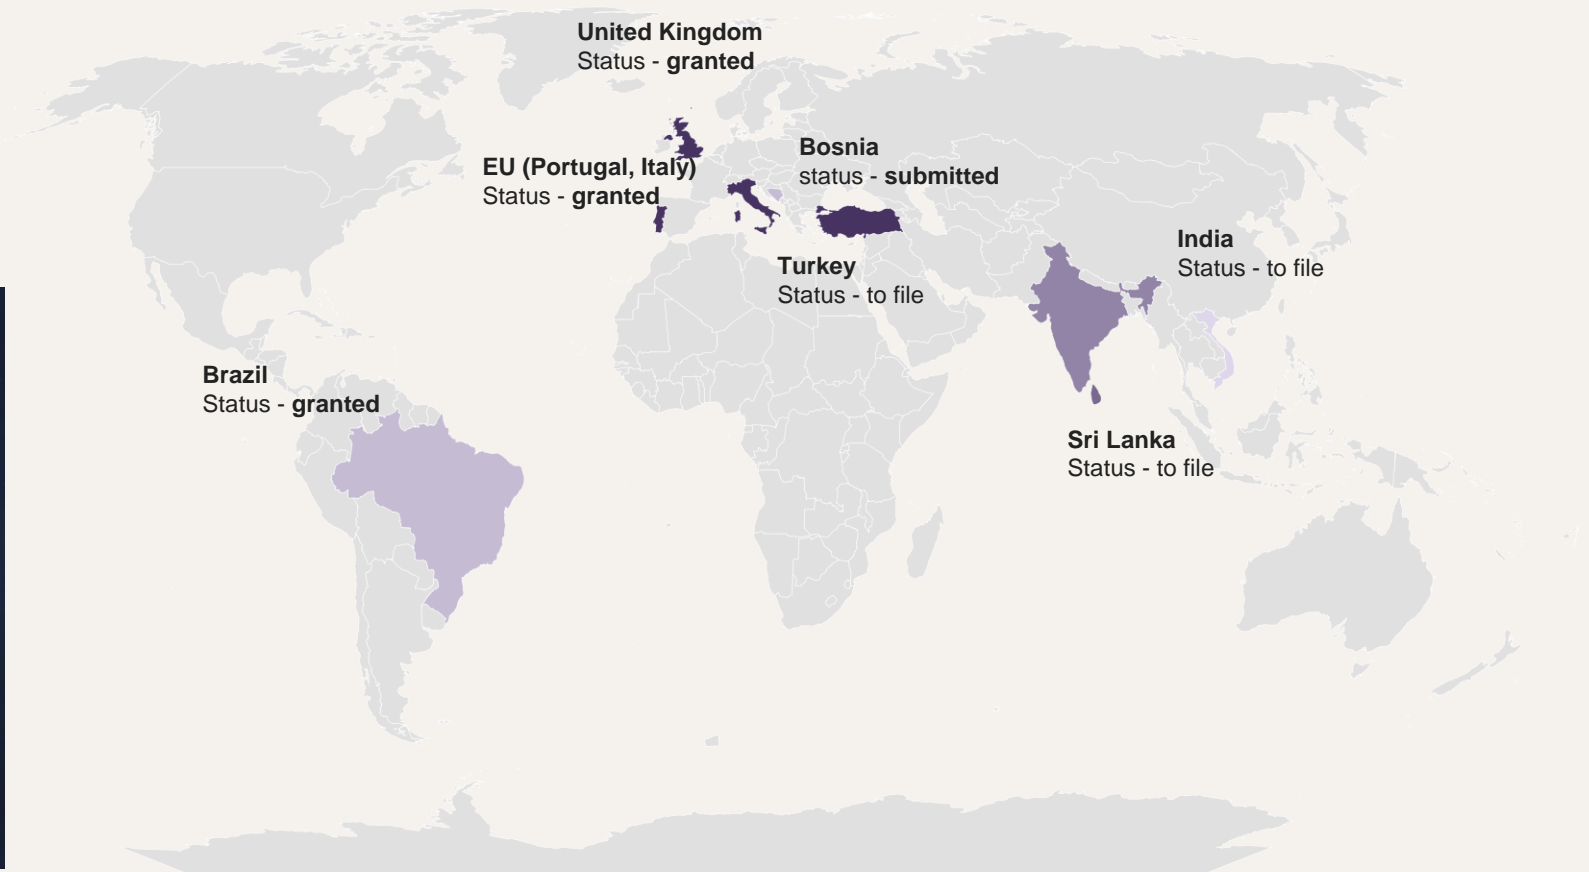 United Kingdom
Status - granted
EU (Portugal, Italy)
Status - granted
Bosnia
status - submitted
India
Status - to file
Turkey
Status - to file
Brazil
Status - granted
Sri Lanka
Status - to file